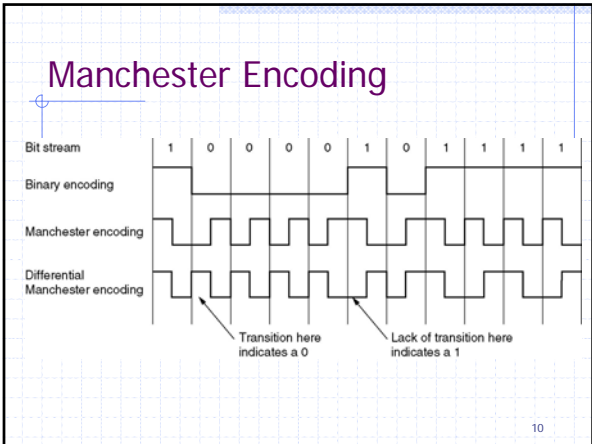 Manchester Encoding
Bit stream 1 0 0 0 0 1 0 1 1 1 1
Binary encoding
Manchester encoding
Differential
Manchester encoding
Transition here
indicates a 0
Lack of transition here
indicates a 1
10